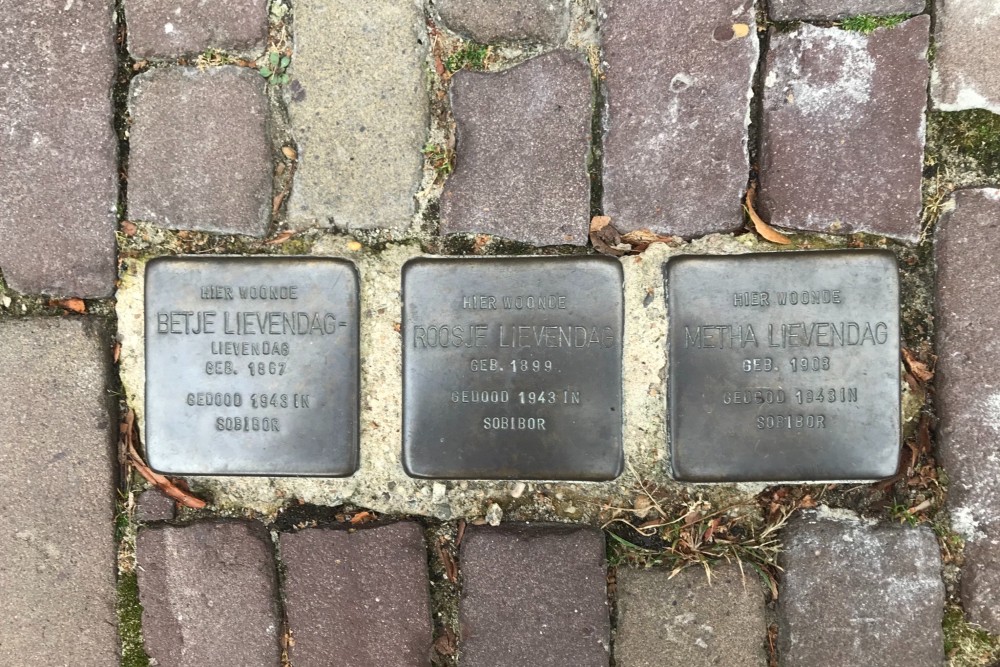 HIER WOONDE
BETJE LIEVENDAG-
LIEVENDAG
GEB. 1867
GEDOOD 1943 IN
SOBIBOR
HIER WOONDE
ROOSJE LIEVENDAG
GEB. 1899
GEDOOD 1943 IN
SOBIBOR
HIER WOONDE
METHA LIEVENDAG
GEB. 1903
GEDOOD 1943 IN
SOBIBOR